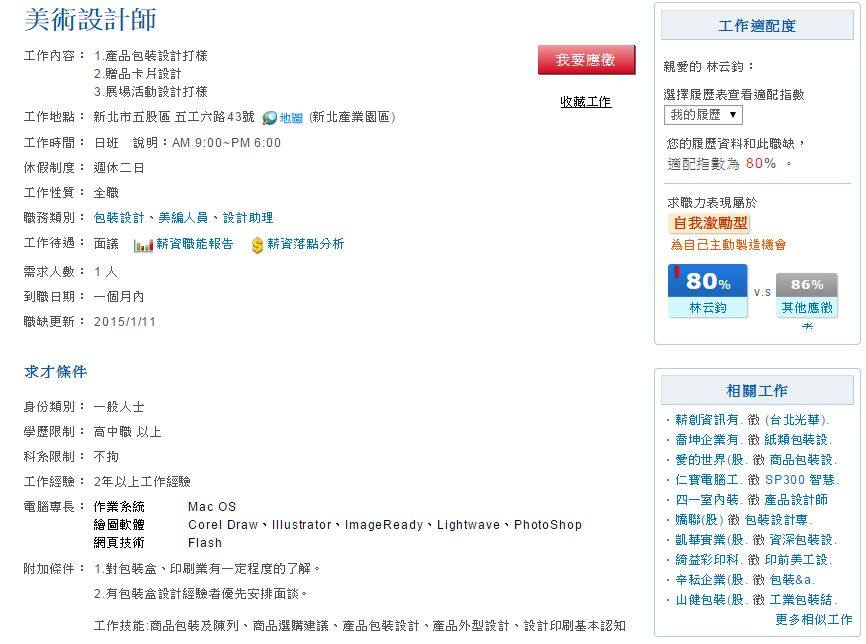 美術設計師
工作內容： 1.產品包裝設計打樣
2.贈品卡片設計
3.展場活動設計打樣
我要應徵
收藏工作
工作地點： 新北市五股區 五工六路43號 地圖 (新北產業園區)
工作時間： 日班 說明：AM 9:00~PM 6:00
休假制度： 週休二日
工作性質： 全職
職務類別： 包裝設計、美編人員、設計助理
工作待遇： 面議 薪資職能報告 薪資落點分析
需求人數： 1 人
到職日期： 一個月內
職缺更新： 2015/1/11
求才條件
身份類別： 一般人士
學歷限制： 高中職 以上
科系限制： 不拘
工作經驗： 2年以上工作經驗
電腦專長： 作業系統 Mac OS
繪圖軟體 Corel Draw、Illustrator、ImageReady、Lightwave、PhotoShop
網頁技術 Flash
附加條件： 1.對包裝盒、印刷業有一定程度的了解。
2.有包裝盒設計經驗者優先安排面談。
工作技能:商品包裝及陳列、商品選購建議、產品包裝設計、產品外型設計、設計印刷基本認知
工作適配度
親愛的 林云鈞：
選擇履歷表查看適配指數
我的履歷 ▼
您的履歷資料和此職缺，
適配指數為 80% 。
求職力表現屬於
自我激勵型
為自己主動製造機會
80% v.s 86%
林云鈞 其他應徵
者
相關工作
· 薪創資訊有. 徵 (台北光華).
· 喬坤企業有. 徵 紙類包裝設.
· 愛的世界(股. 徵 商品包裝設.
· 仁寶電腦工. 徵 SP300 智慧.
· 四一室內裝. 徵 產品設計師
· 嬌聯(股) 徵 包裝設計專.
· 凱華實業(股. 徵 資深包裝設.
· 綺益彩印科. 徵 印前美工設.
· 辛耘企業(股. 徵 包裝&a.
· 山健包裝(股. 徵 工業包裝結.
更多相似工作